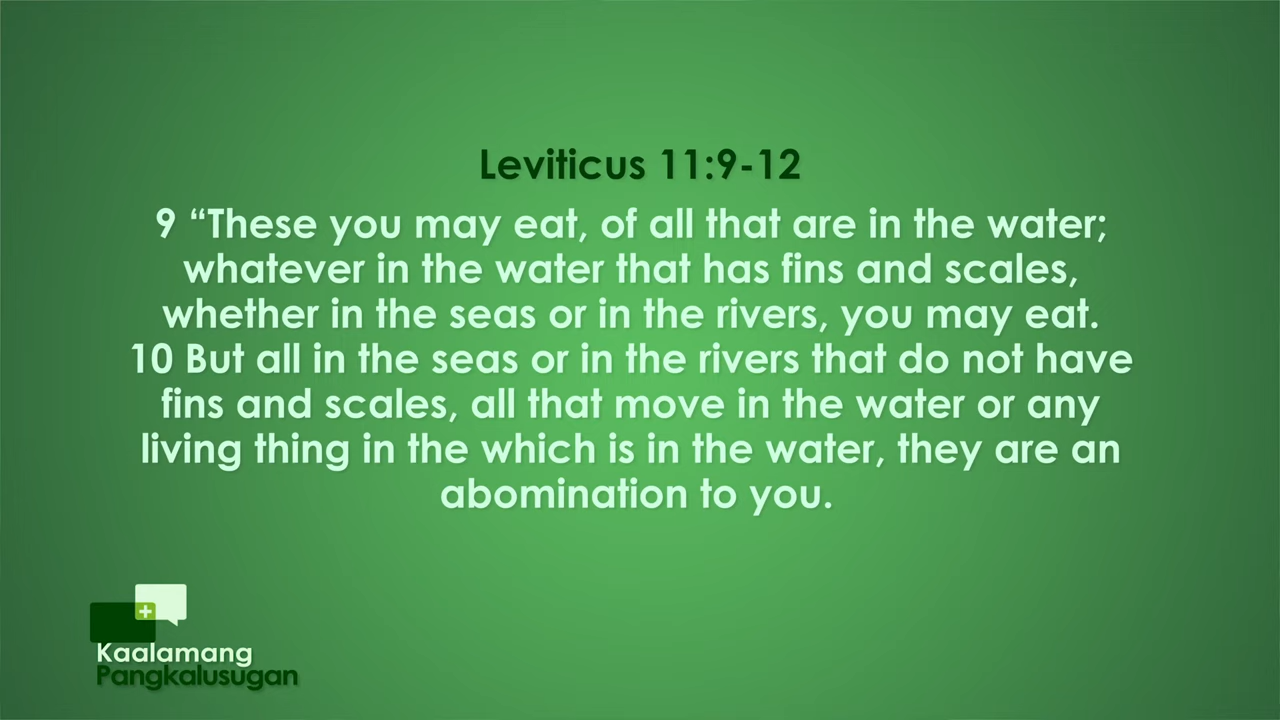 Leviticus 11:9-12
9 “These you may eat, of all that are in the water;
whatever in the water that has fins and scales,
whether in the seas or in the rivers, you may eat.
10 But all in the seas or in the rivers that do not have
fins and scales, all that move in the water or any
living thing in the which is in the water, they are an
abomination to you.
Kaalamang
Pangkalusugan